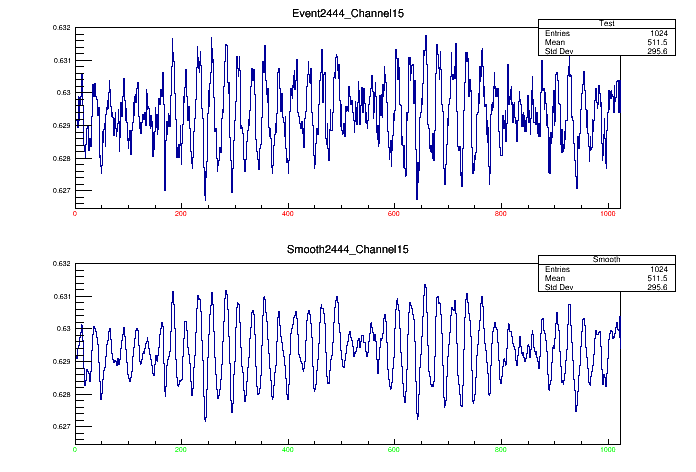 Event2444_Channel15
Test
Entries 1024
Mean 511.5
Std Dev 295.6
0.632
0.631
0.63
0.629
0.628
0.627
0 200 400 600 800 1000
Smooth2444_Channel15
Smooth
Entries 1024
Mean 511.5
Std Dev 295.6
0.632
0.631
0.63
0.629
0.628
0.627
0 200 400 600 800 1000